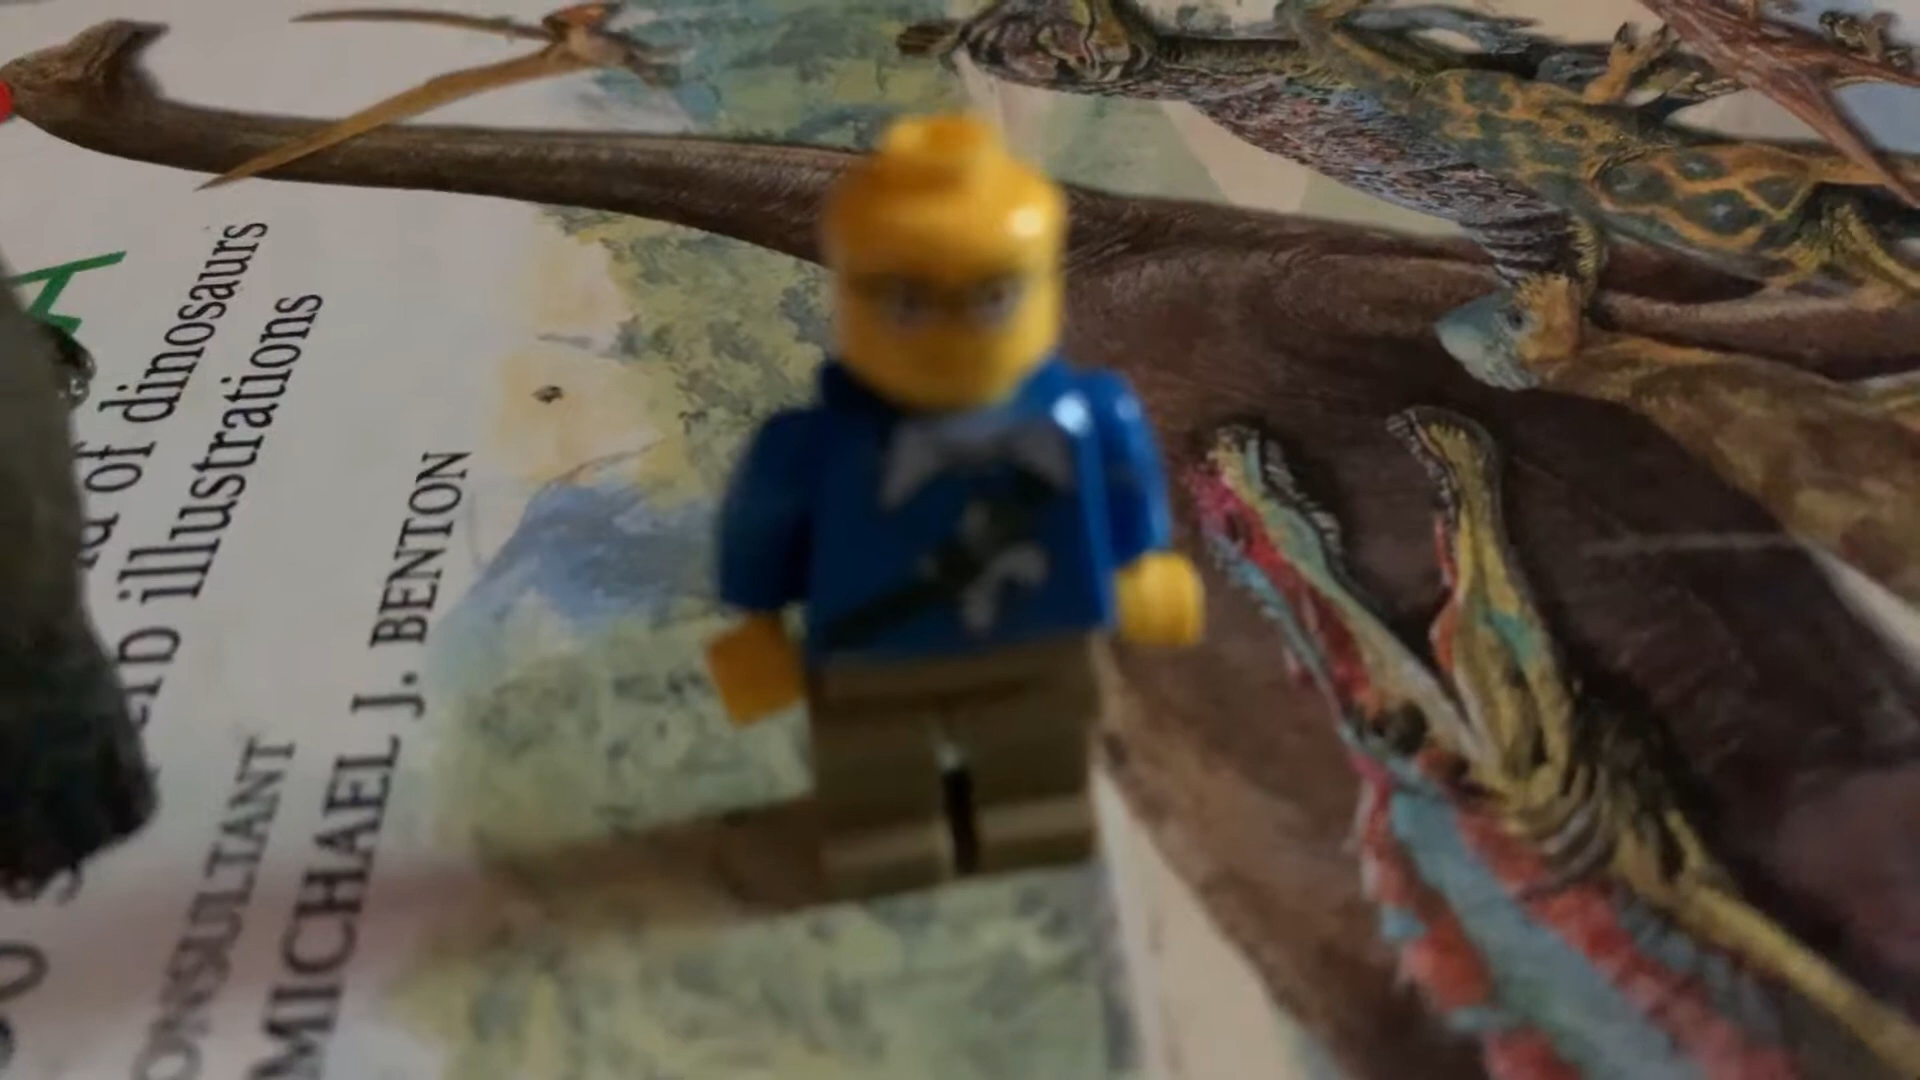 A
of dinosaurs
illustrations
CONSULTANT
MICHAEL J. BENTON